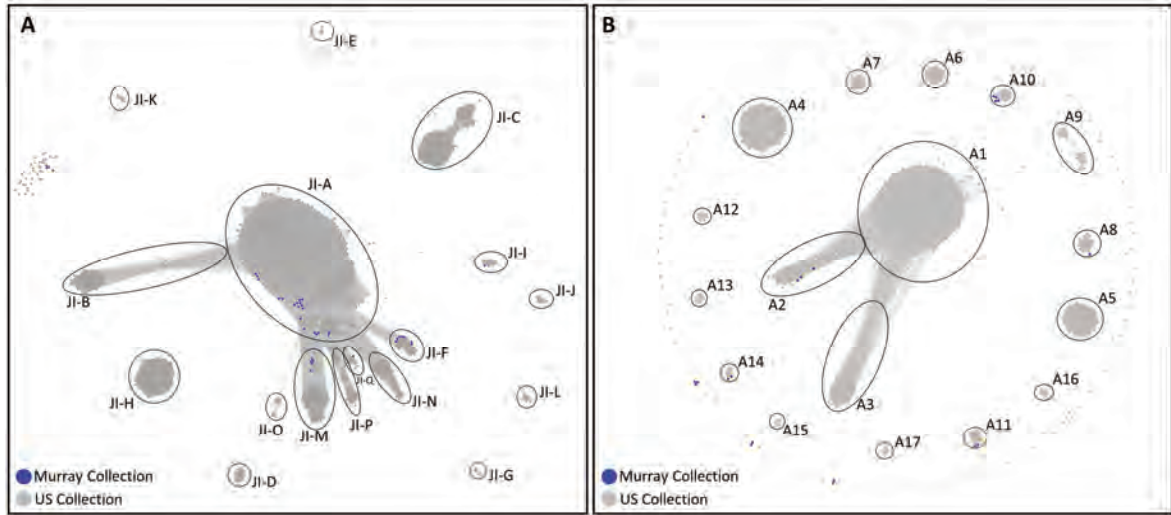 A
JI-E
JI-K
JI-C
JI-A
JI-I
JI-B
JI-J
JI-F
JI-Q
JI-H
JI-N
JI-L
JI-P
JI-O
JI-M
JI-D
JI-G
Murray Collection
US Collection
B
A7
A6
A10
A4
A9
A1
A12
A8
A2
A13
A5
A14
A16
A3
A15
A11
A17
Murray Collection
US Collection